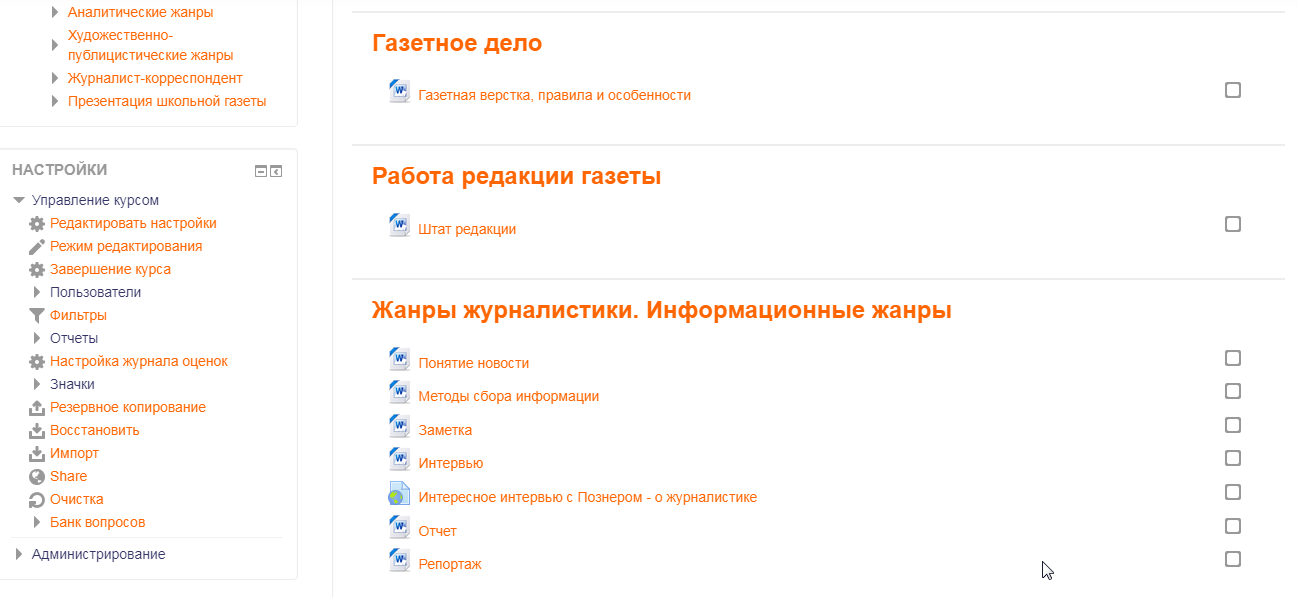 Аналитические жанры
Художественно-
публицистические жанры
Журналист-корреспондент
Презентация школьной газеты
НАСТРОЙКИ
Управление курсом
Редактировать настройки
Режим редактирования
Завершение курса
Пользователи
Фильтры
Отчеты
Настройка журнала оценок
Значки
Резервное копирование
Восстановить
Импорт
Share
Очистка
Банк вопросов
Администрирование
Газетное дело
Газетная верстка, правила и особенности
Работа редакции газеты
Штат редакции
Жанры журналистики. Информационные жанры
Понятие новости
Методы сбора информации
Заметка
Интервью
Интересное интервью с Познером - о журналистике
Отчет
Репортаж